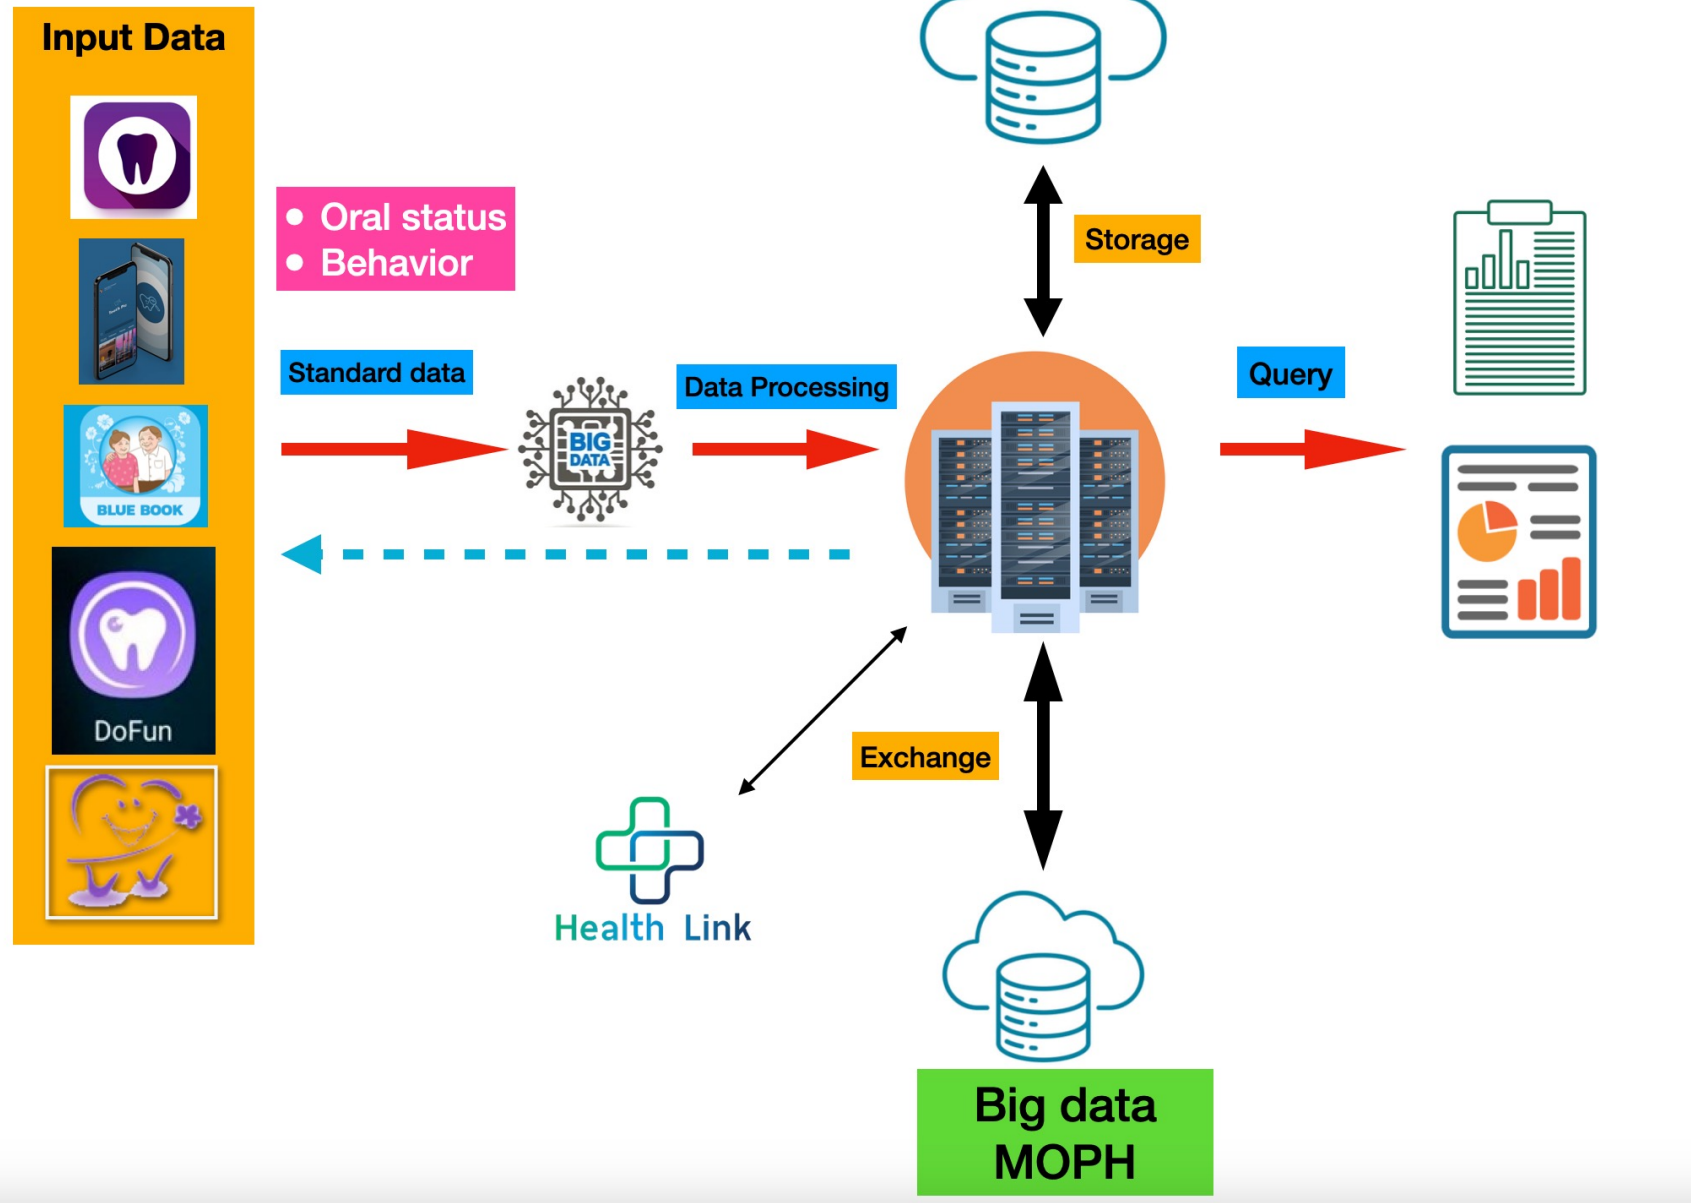 Input Data
BLUE BOOK
DoFun
Oral status
Behavior
Standard data
BIG
DATA
Data Processing
Storage
Query
Exchange
Health Link
Big data
MOPH